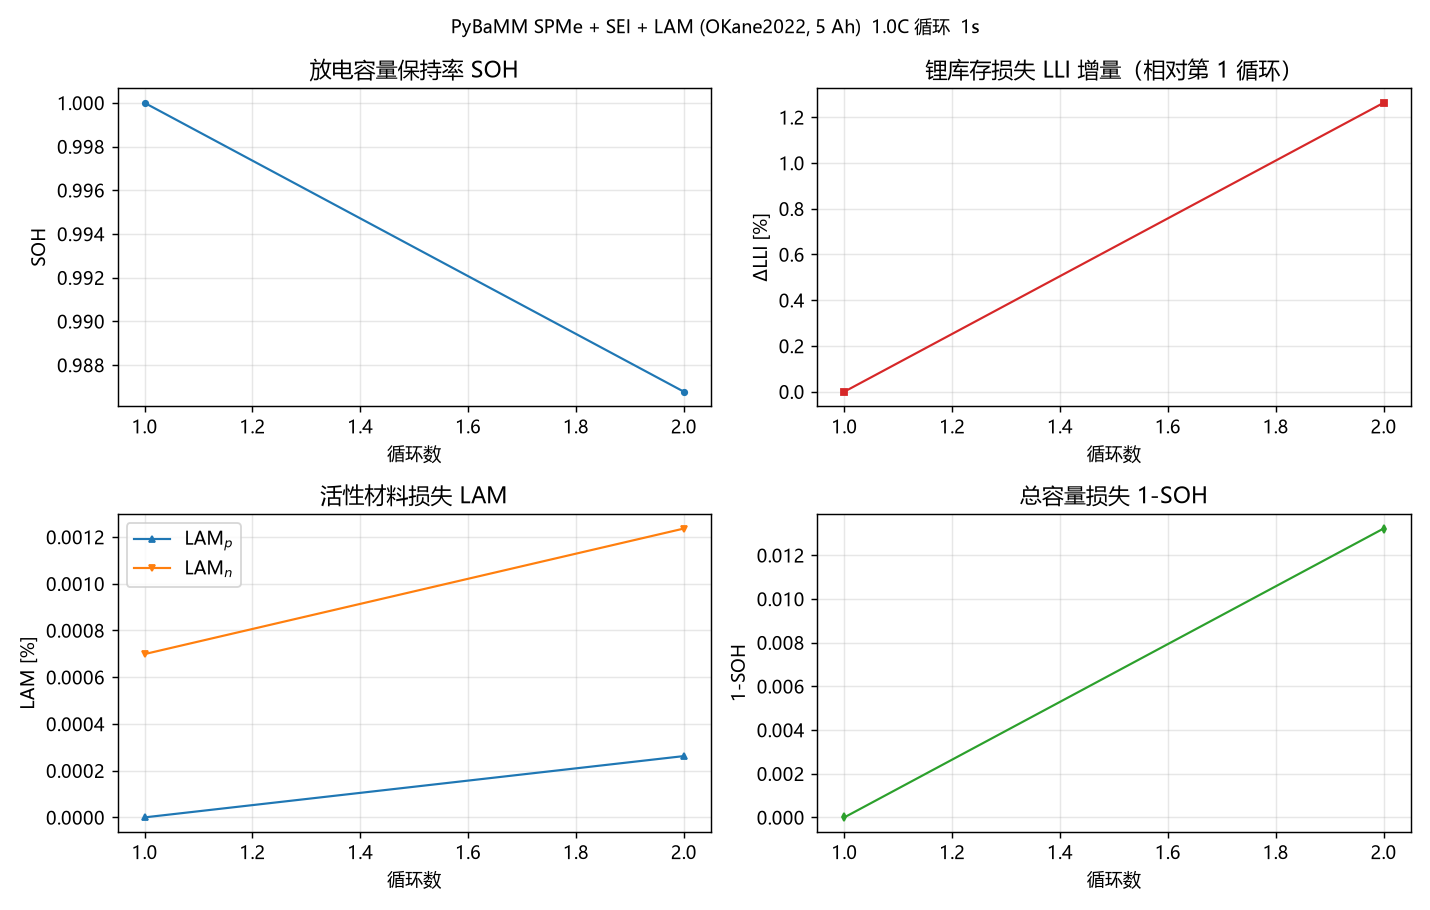 PyBaMM SPMe + SEI + LAM (OKane2022, 5 Ah)  1.0C 循环  1s
放电容量保持率 SOH
1.000
0.998
0.996
0.994
0.992
0.990
0.988
SOH
1.0 1.2 1.4 1.6 1.8 2.0
循环数
锂库存损失 LLI 增量（相对第 1 循环）
1.2
1.0
0.8
0.6
0.4
0.2
0.0
ΔLLI [%]
1.0 1.2 1.4 1.6 1.8 2.0
循环数
活性材料损失 LAM
LAMp
LAMn
0.0012
0.0010
0.0008
0.0006
0.0004
0.0002
0.0000
LAM [%]
1.0 1.2 1.4 1.6 1.8 2.0
循环数
总容量损失 1-SOH
0.012
0.010
0.008
0.006
0.004
0.002
0.000
1-SOH
1.0 1.2 1.4 1.6 1.8 2.0
循环数